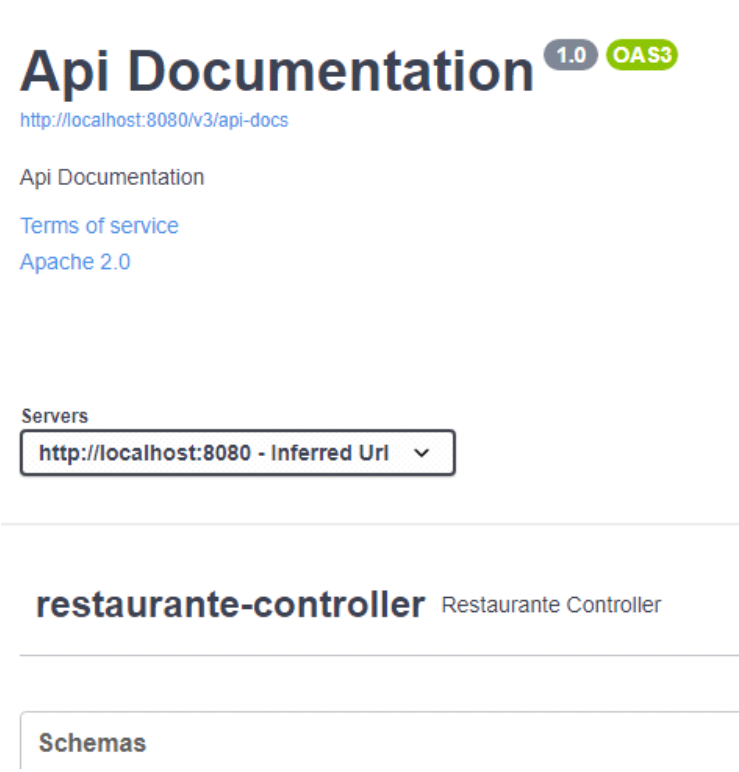 Api Documentation 1.0 OAS3
http://localhost:8080/v3/api-docs
Api Documentation
Terms of service
Apache 2.0
Servers
http://localhost:8080 - Inferred Url
restaurante-controller Restaurante Controller
Schemas